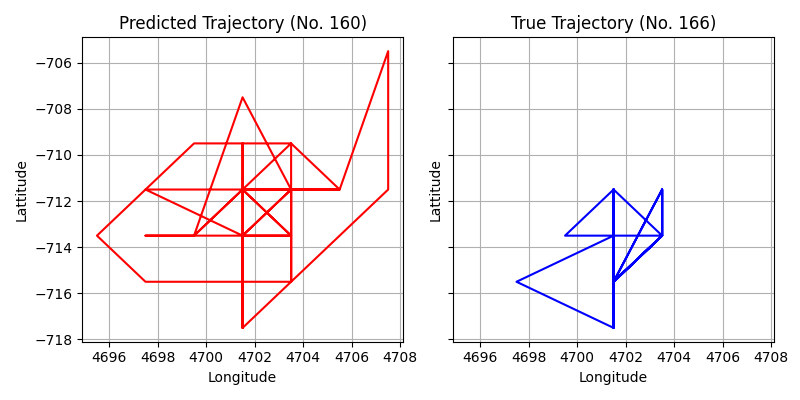 Predicted Trajectory (No. 160)
True Trajectory (No. 166)
Lattitude
−706
−708
−710
−712
−714
−716
−718
4696 4698 4700 4702 4704 4706 4708
Longitude
Lattitude
4696 4698 4700 4702 4704 4706 4708
Longitude